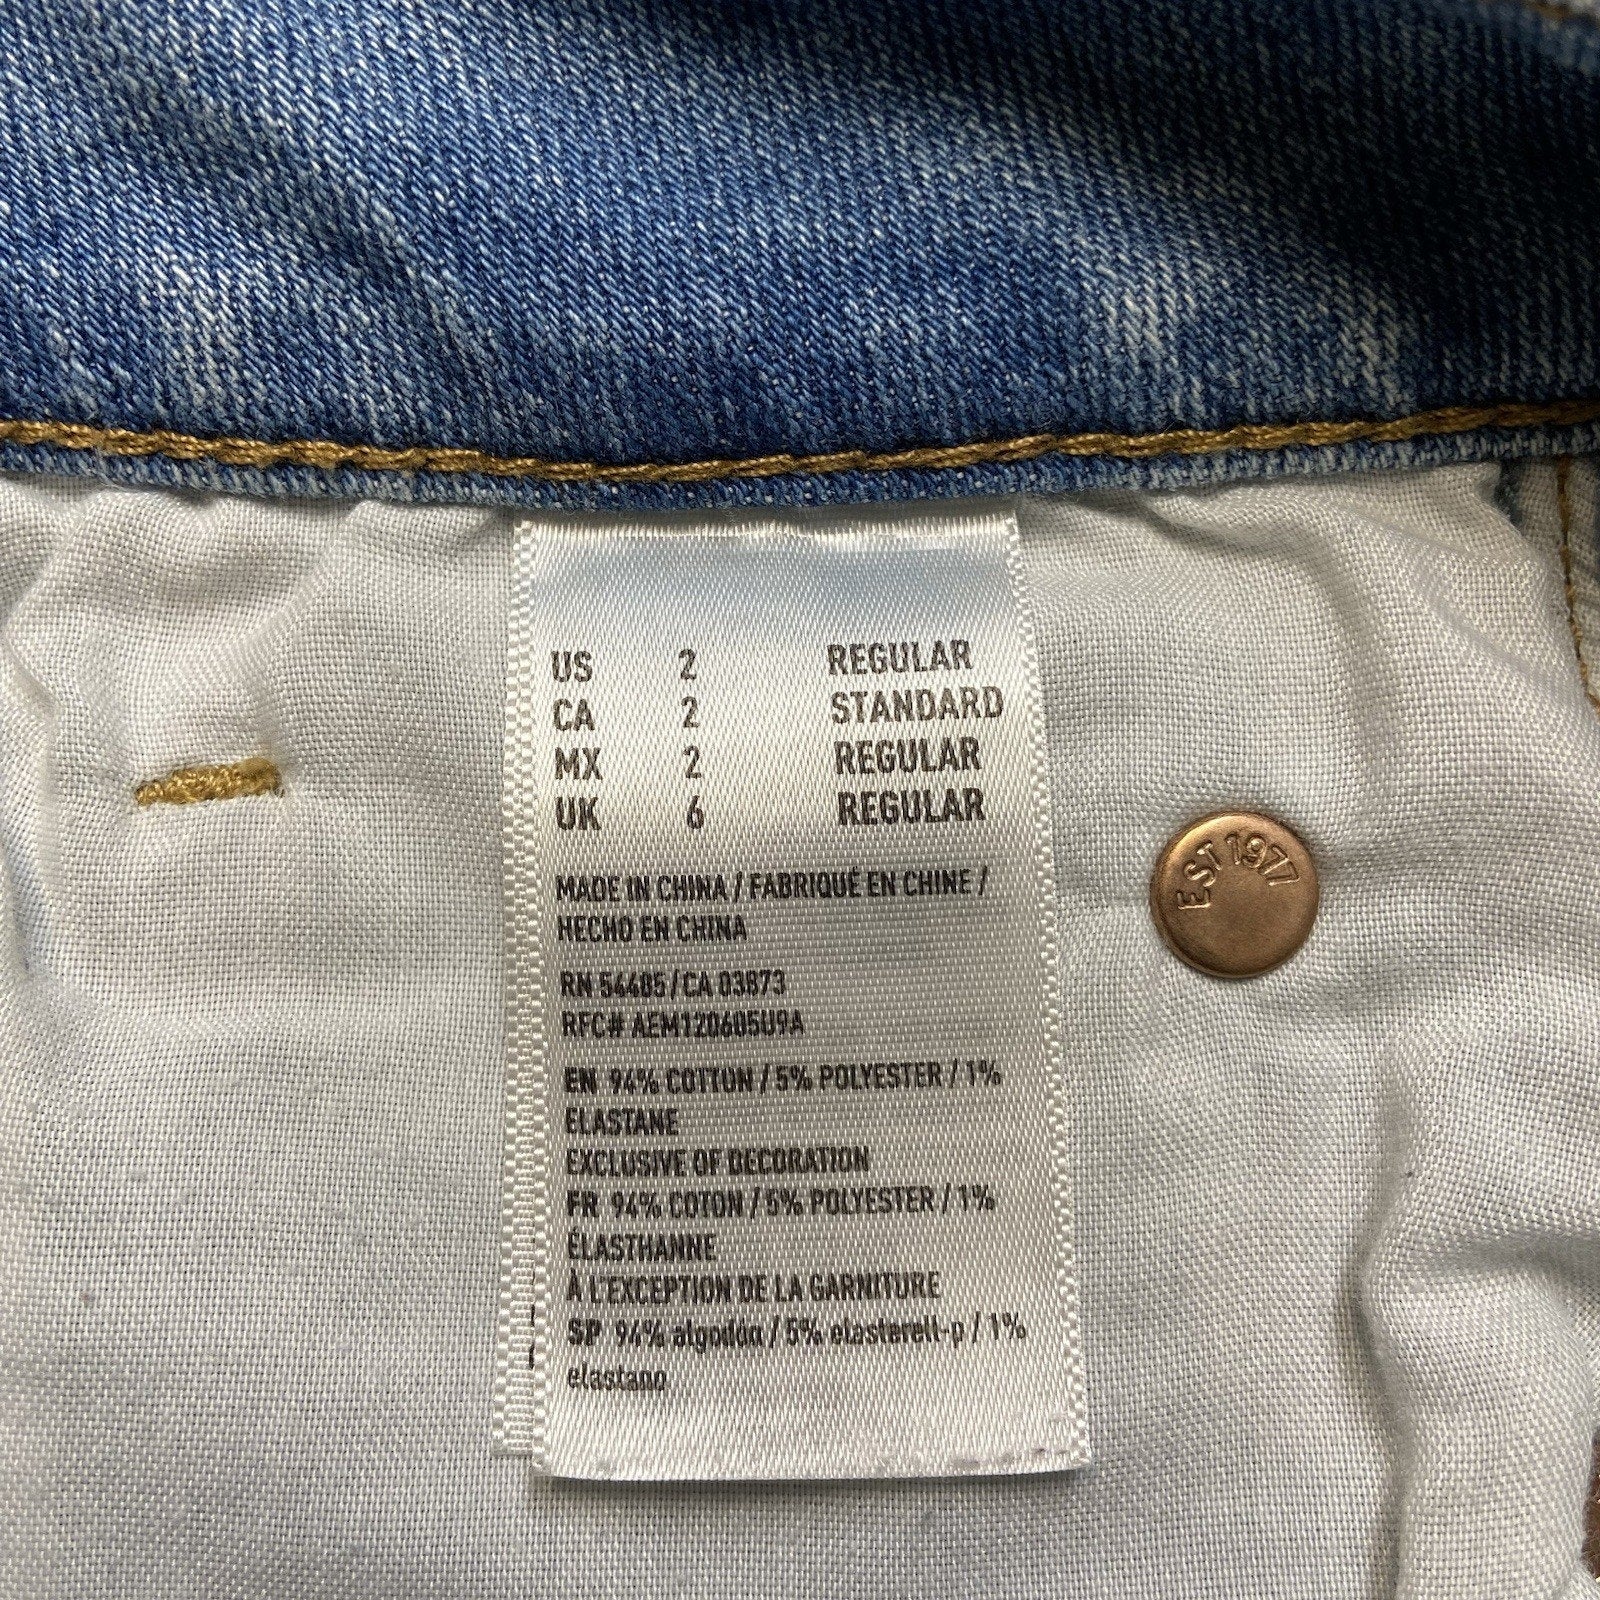 US 2 REGULAR
CA 2 STANDARD
MX 2 REGULAR
UK 6 REGULAR
MADE IN CHINA / FABRIQUÉ EN CHINE /
HECHO EN CHINA
RN 54485/CA 03873
RFC# AEM120605U9A
EN 94% COTTON / 5% POLYESTER / 1%
ELASTANE
EXCLUSIVE OF DECORATION
FR 94% COTON / 5% POLYESTER / 1%
ÉLASTHANNE
À L'EXCEPTION DE LA GARNITURE
SP 94% algodón / 5% elasterell-p / 1%
elastano
EST 1977